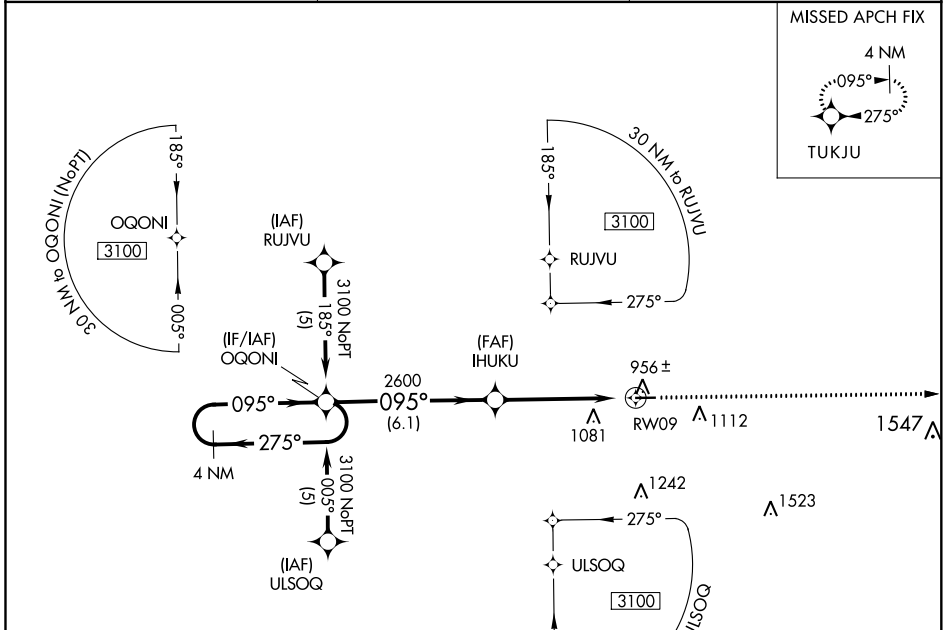 MISSED APCH FIX
4 NM
095°
275°
TUKJU
30 NM to OQONI (NoPT)
185°
OQONI
3100
005°
185°
30 NM to RUJVU
3100
RUJVU
275°
(IAF)
RUJVU
3100 NoPT
185°
(5)
(IF/IAF)
OQONI
(FAF)
IHUKU
2600
095°
(6.1)
095°
275°
4 NM
956 ±
RW09
1081
1112
1547
1242
1523
3100 NoPT
005°
(5)
(IAF)
ULSOQ
275°
ULSOQ
3100
ULSOQ